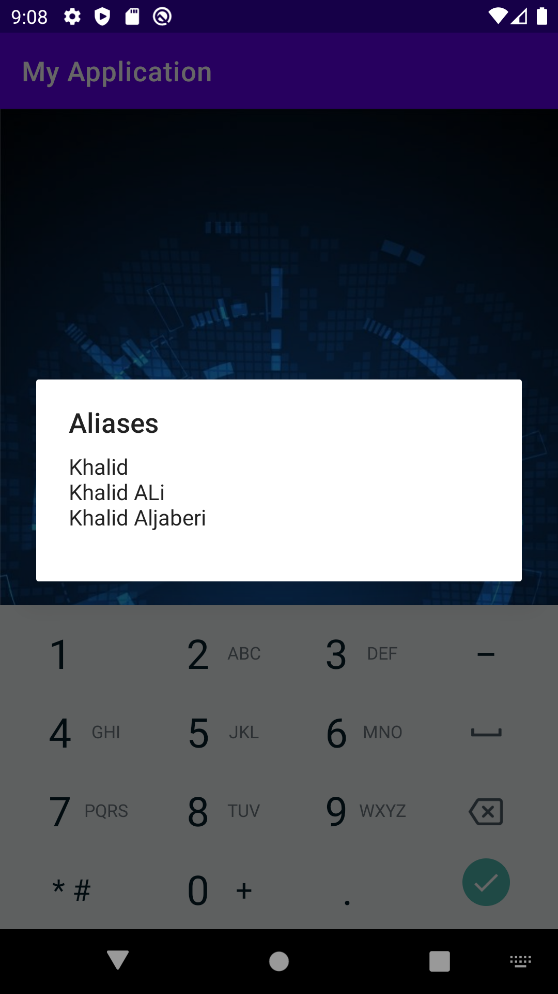 9:08
My Application
Aliases
Khalid
Khalid ALi
Khalid Aljaberi
1 2 ABC 3 DEF -
4 GHI 5 JKL 6 MNO
7 PQRS 8 TUV 9 WXYZ
* # 0 + .